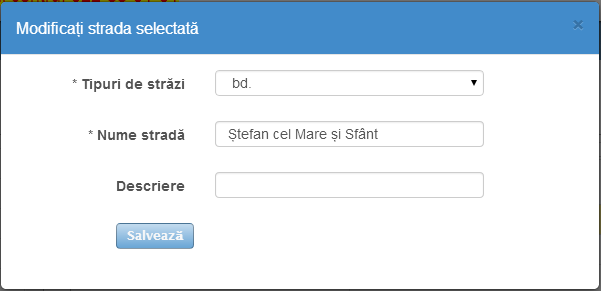 Modificați strada selectată ×
* Tipuri de străzi bd.
* Nume stradă Ștefan cel Mare și Sfânt
Descriere
Salvează